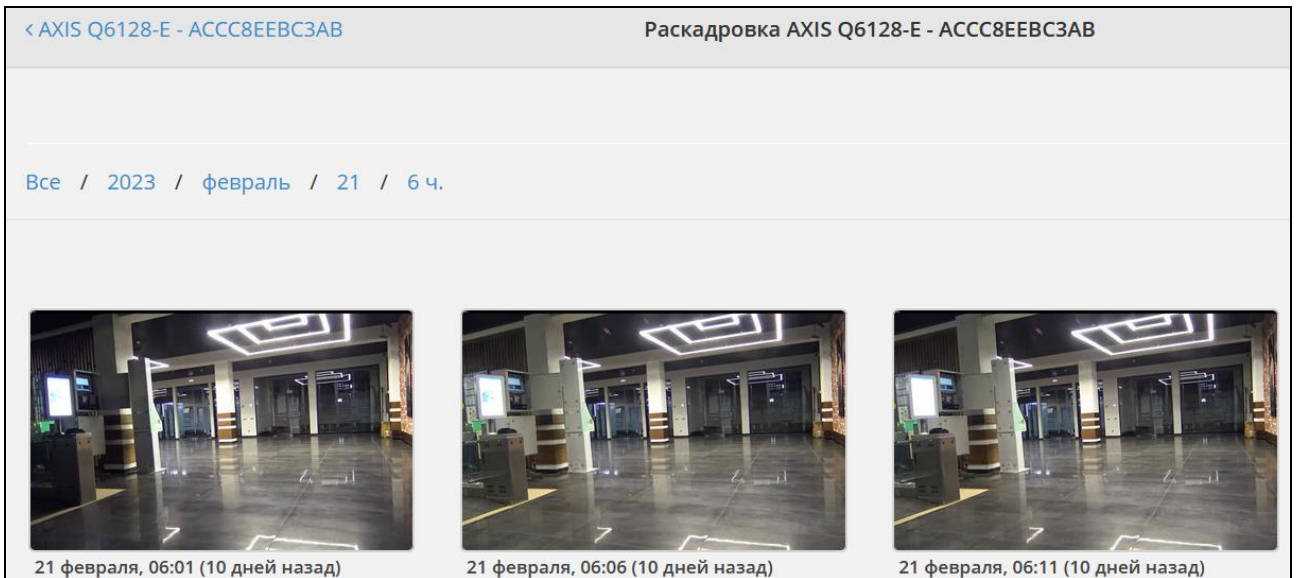 < AXIS Q6128-E - ACCC8EEBC3AB
Раскадровка AXIS Q6128-E - ACCC8EEBC3AB
Все / 2023 / февраль / 21 / 6 ч.
21 февраля, 06:01 (10 дней назад)
21 февраля, 06:06 (10 дней назад)
21 февраля, 06:11 (10 дней назад)